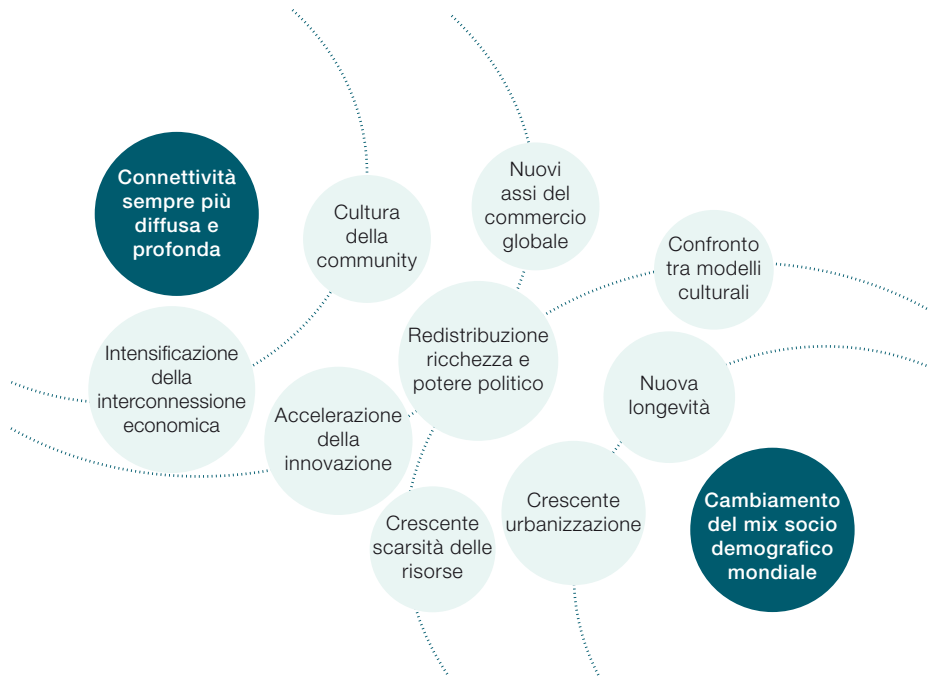 Connettività
sempre più
diffusa e
profonda
Cultura
della
community
Nuovi
assi del
commercio
globale
Confronto
tra modelli
culturali
Intensificazione
della
interconnessione
economica
Accelerazione
della
innovazione
Redistribuzione
ricchezza e
potere politico
Nuova
longevità
Crescente
scarsità delle
risorse
Crescente
urbanizzazione
Cambiamento
del mix socio
demografico
mondiale